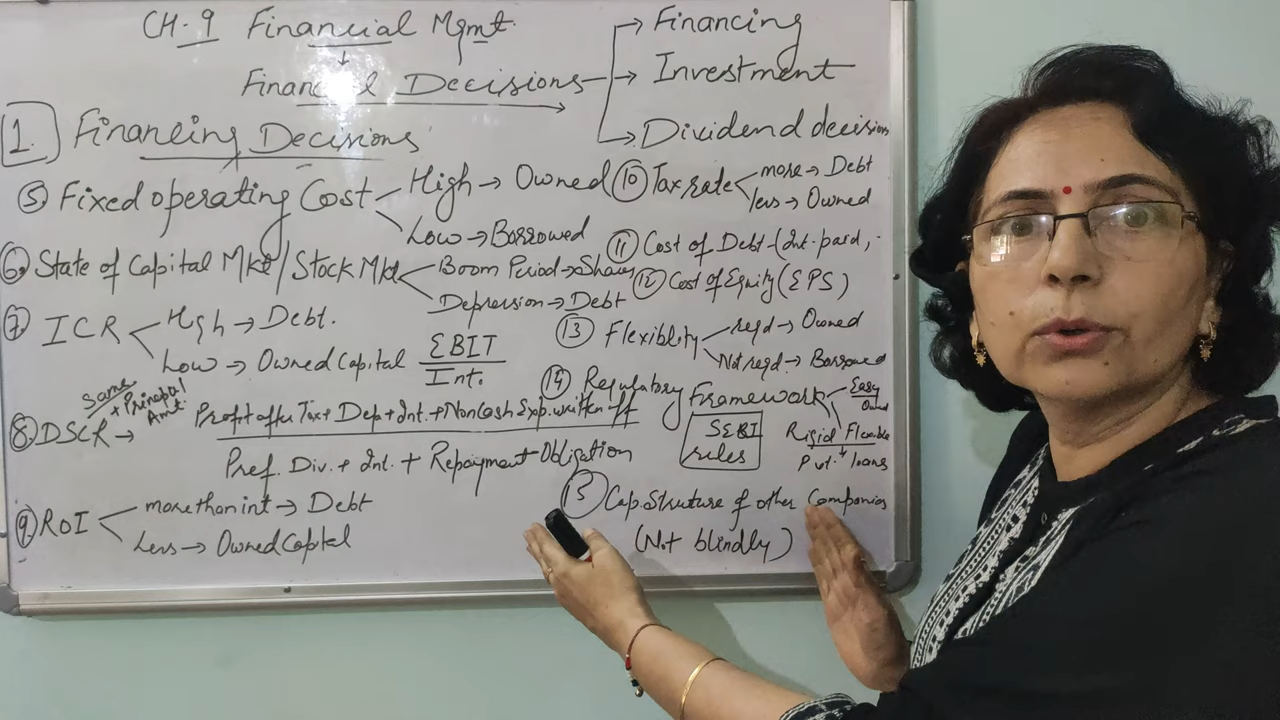 CH-9 Financial Mgmt.
Financial Decisions
Financing
Investment
Dividend decisions
1. Financing Decisions
5 Fixed operating Cost
High → Owned
Low → Borrowed
6. State of Capital Mkt / Stock Mkt
Boom Period → Shares
Depression → Debt
7 ICR
High → Debt.
Low → Owned Capital
EBIT
Int.
8. DSCR →
Same
+ Principal
Amt.
Profit after Tax + Dep + Int. + Non Cash Exp. written off
Pref. Div. + Int. + Repayment Obligation
9 ROI
more than int → Debt
Less → Owned Capital
10 Tax rate
more → Debt
less → Owned
11 Cost of Debt - (Int. paid,
12 Cost of Equity (EPS)
13 Flexiblity
reqd → Owned
Not reqd → Borrowed
14 Regulatory Framework
Easy
Owned
SEBI
rules
Rigid Flexible
Pvt. loans
15 Cap. Struture of other Companies
(Not blindly)